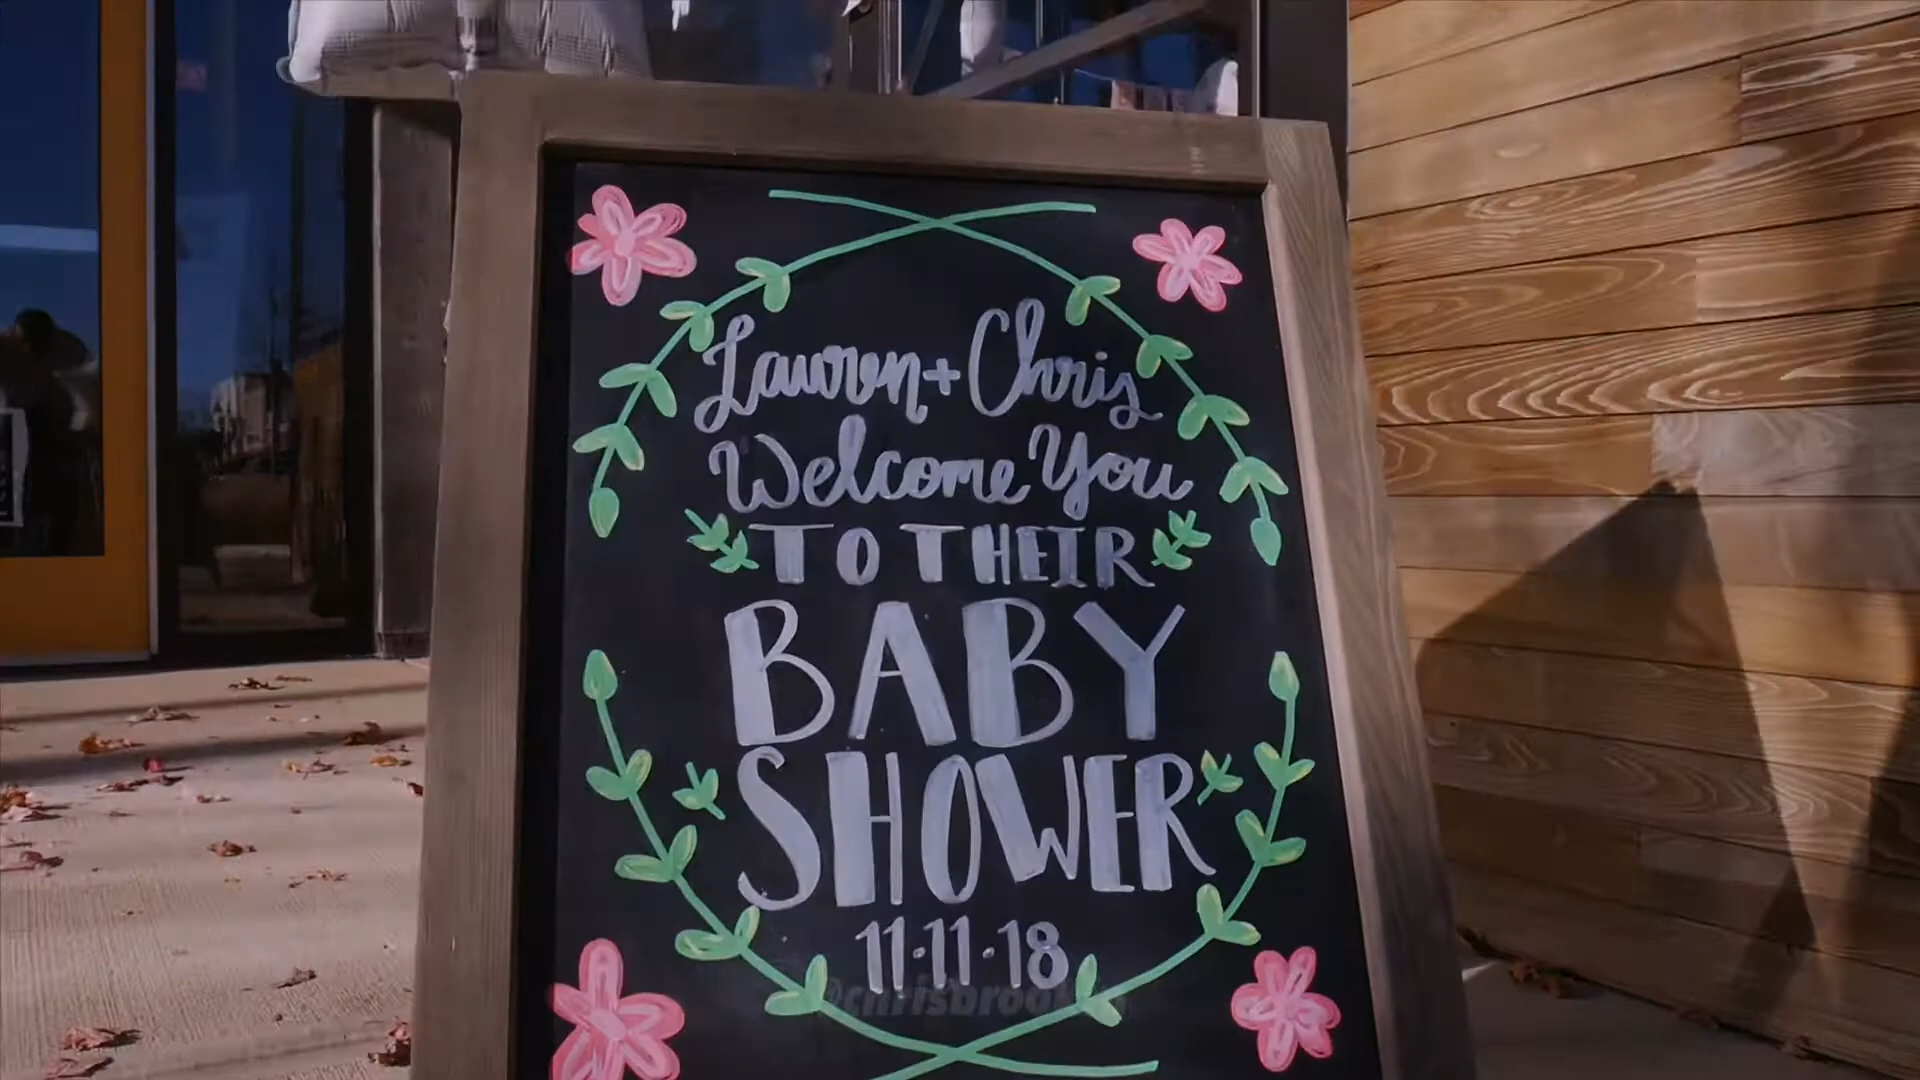 Lauren + Chris
Welcome You
TO THEIR
BABY
SHOWER
11·11·18